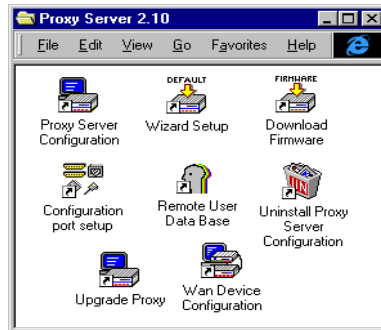 Proxy Server 2.10
File Edit View Go Favorites Help
DEFAULT FIRMWARE
Proxy Server Wizard Setup Download
Configuration Firmware
Configuration Remote User Uninstall Proxy
port setup Data Base Server
Configuration
Upgrade Proxy Wan Device
Configuration